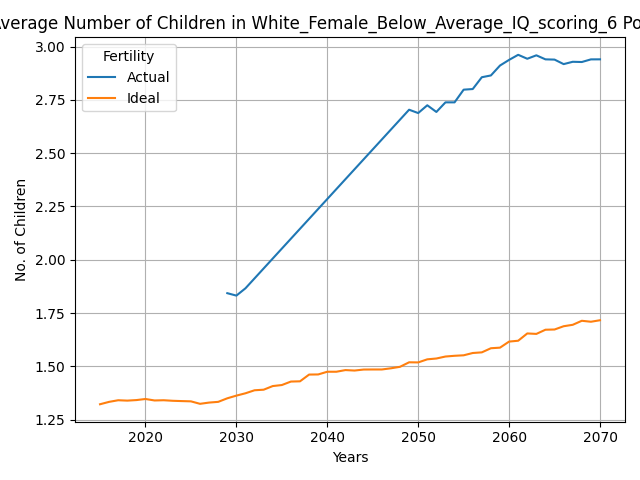 Average Number of Children in White_Female_Below_Average_IQ_scoring_6 Po
Fertility
Actual
Ideal
3.00
2.75
2.50
2.25
2.00
1.75
1.50
1.25
No. of Children
2020 2030 2040 2050 2060 2070
Years